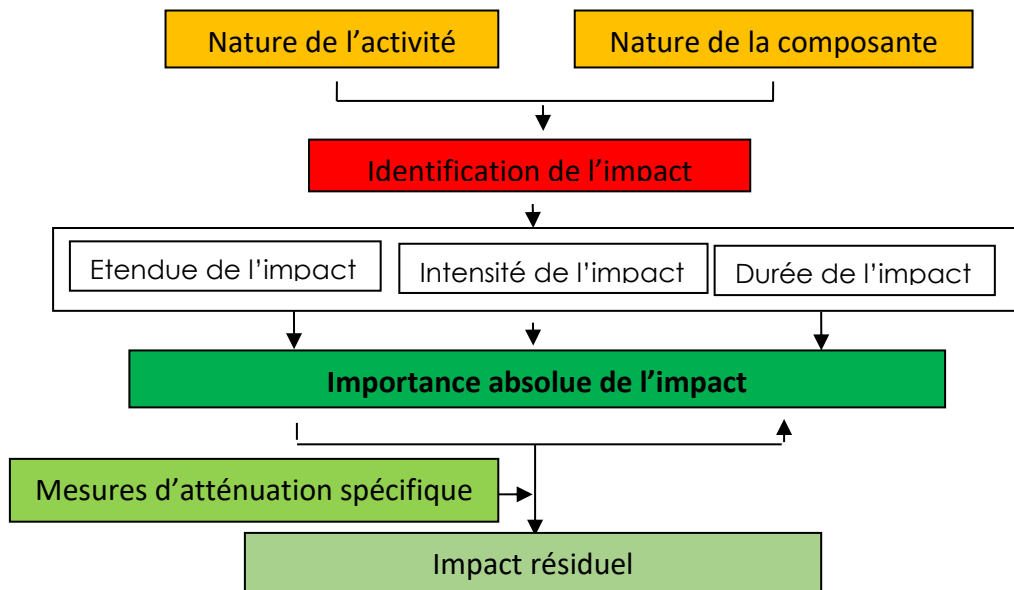 Nature de l’activité
Nature de la composante
Identification de l’impact
Etendue de l’impact
Intensité de l’impact
Durée de l’impact
Importance absolue de l’impact
Mesures d’atténuation spécifique
Impact résiduel